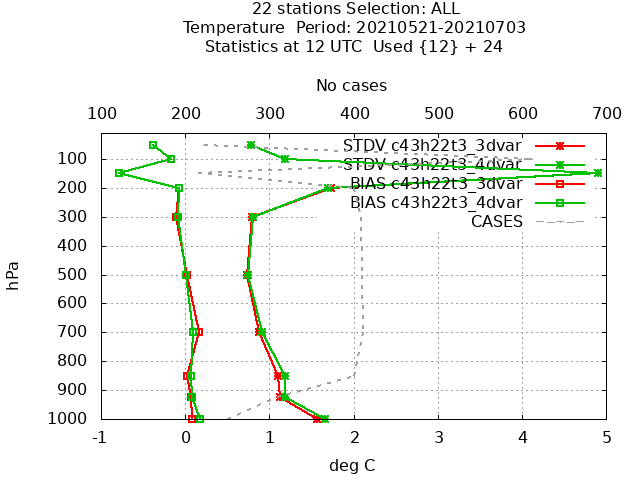 22 stations Selection: ALL
Temperature  Period: 20210521-20210703
Statistics at 12 UTC  Used {12} + 24
No cases
100 200 300 400 500 600 700
STDV c43h22t3_3dvar
STDV c43h22t3_4dvar
BIAS c43h22t3_3dvar
BIAS c43h22t3_4dvar
CASES
hPa
100
200
300
400
500
600
700
800
900
1000
-1 0 1 2 3 4 5
deg C